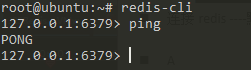 root@ubuntu:~# redis-cli
127.0.0.1:6379> ping
PONG
127.0.0.1:6379>